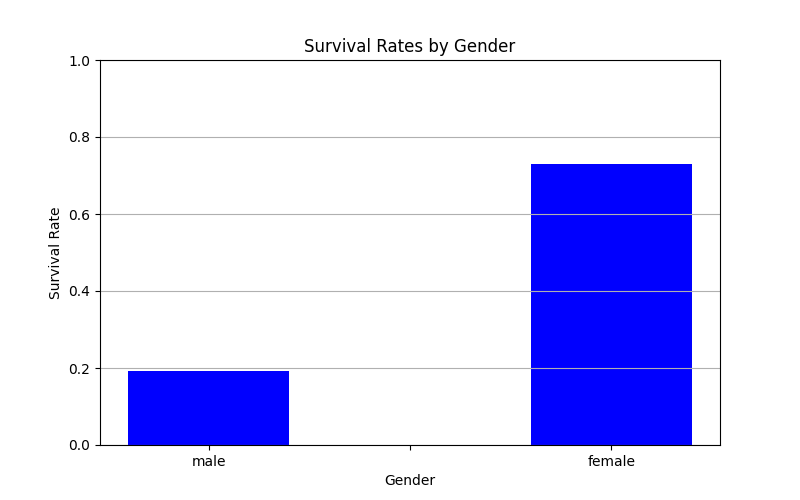 Survival Rates by Gender
1.0
0.8
0.6
0.4
0.2
0.0
Survival Rate
male
female
Gender